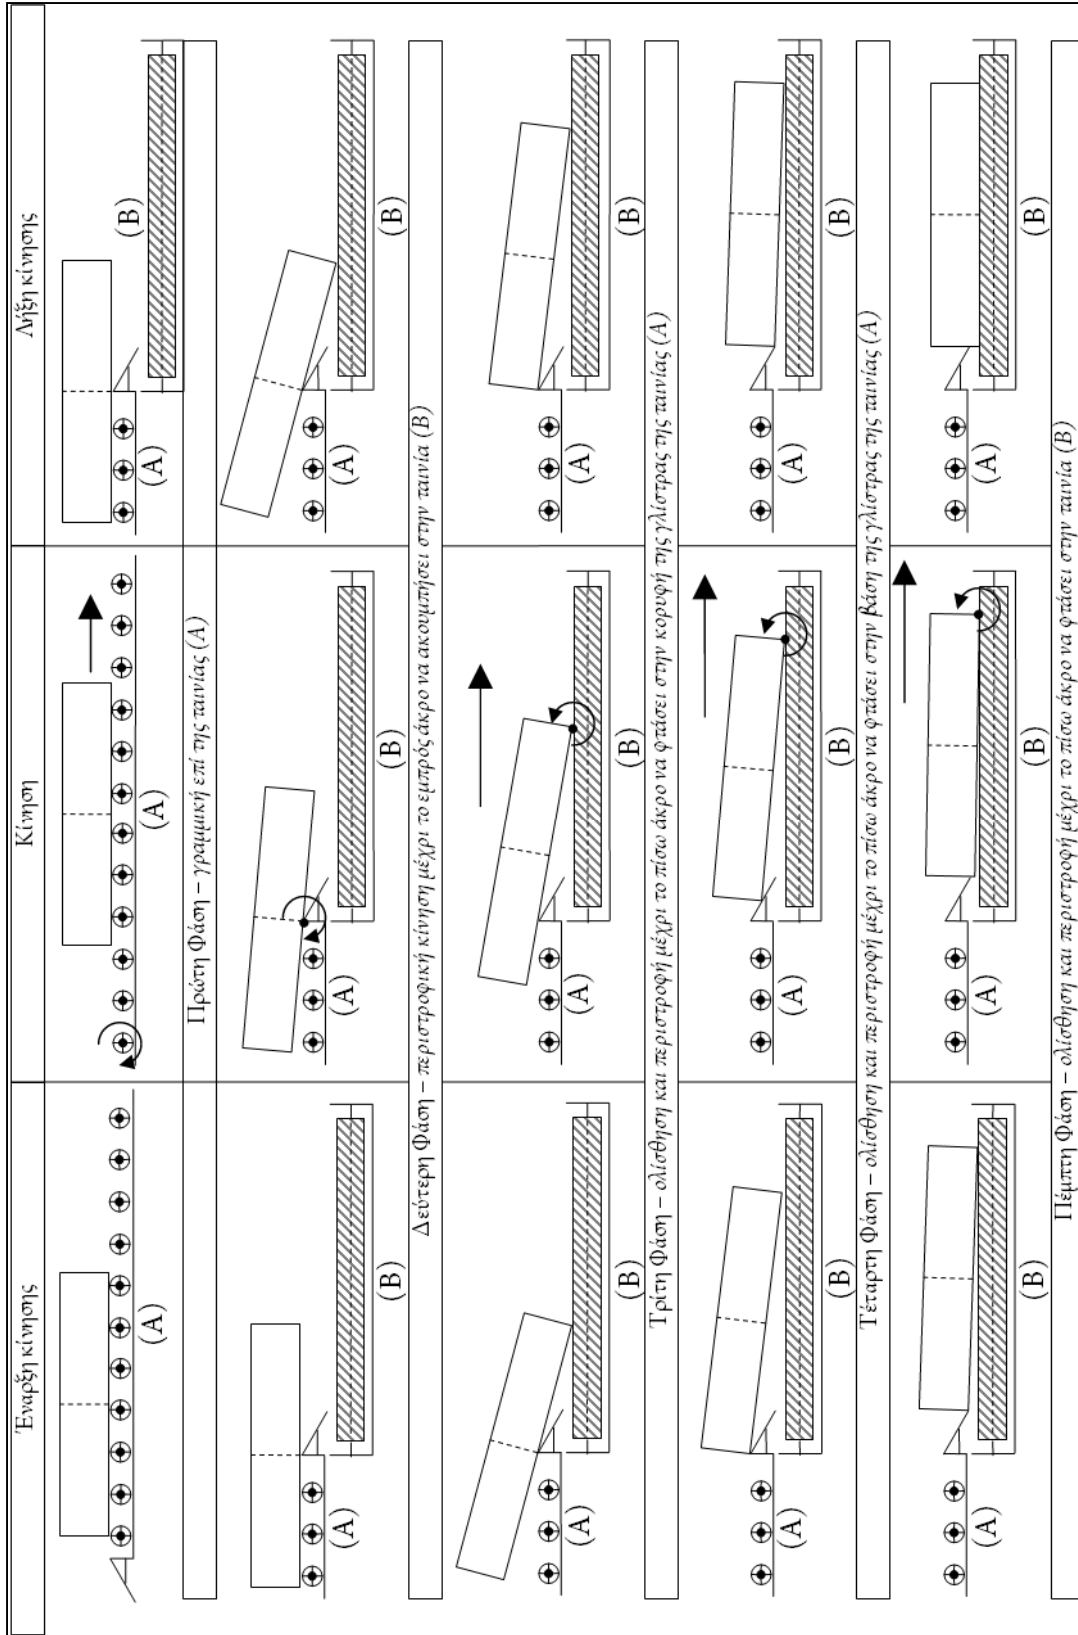 Έναρξη κίνησης
Κίνηση
Λήξη κίνησης
(A)
(A)
(A)
(B)
Πρώτη Φάση – γραμμική επί της ταινίας (A)
(A)
(B)
(A)
(B)
(A)
(B)
Δεύτερη Φάση – περιστροφική κίνηση μέχρι το εμπρός άκρο να ακουμπήσει στην ταινία (B)
(A)
(B)
(A)
(B)
(A)
(B)
Τρίτη Φάση – ολίσθηση και περιστροφή μέχρι το πίσω άκρο να φτάσει στην κορυφή της γλίστρας της ταινίας (A)
(A)
(B)
(A)
(B)
(A)
(B)
Τέταρτη Φάση – ολίσθηση και περιστροφή μέχρι το πίσω άκρο να φτάσει στην βάση της γλίστρας της ταινίας (A)
(A)
(B)
(A)
(B)
(A)
(B)
Πέμπτη Φάση – ολίσθηση και περιστροφή μέχρι το πίσω άκρο να φτάσει στην ταινία (B)